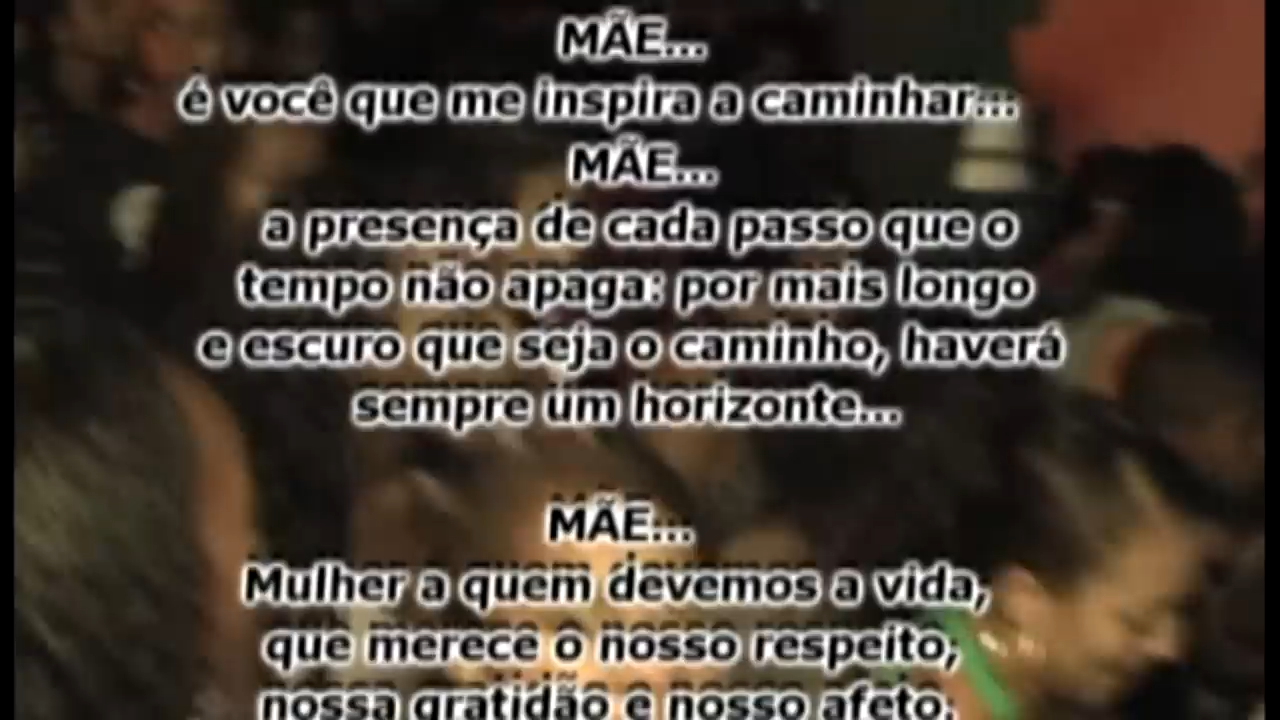 MÃE...
é você que me inspira a caminhar...
MÃE...
a presença de cada passo que o
tempo não apaga: por mais longo
e escuro que seja o caminho, haverá
sempre um horizonte...
MÃE...
Mulher a quem devemos a vida,
que merece o nosso respeito,
nossa gratidão e nosso afeto.